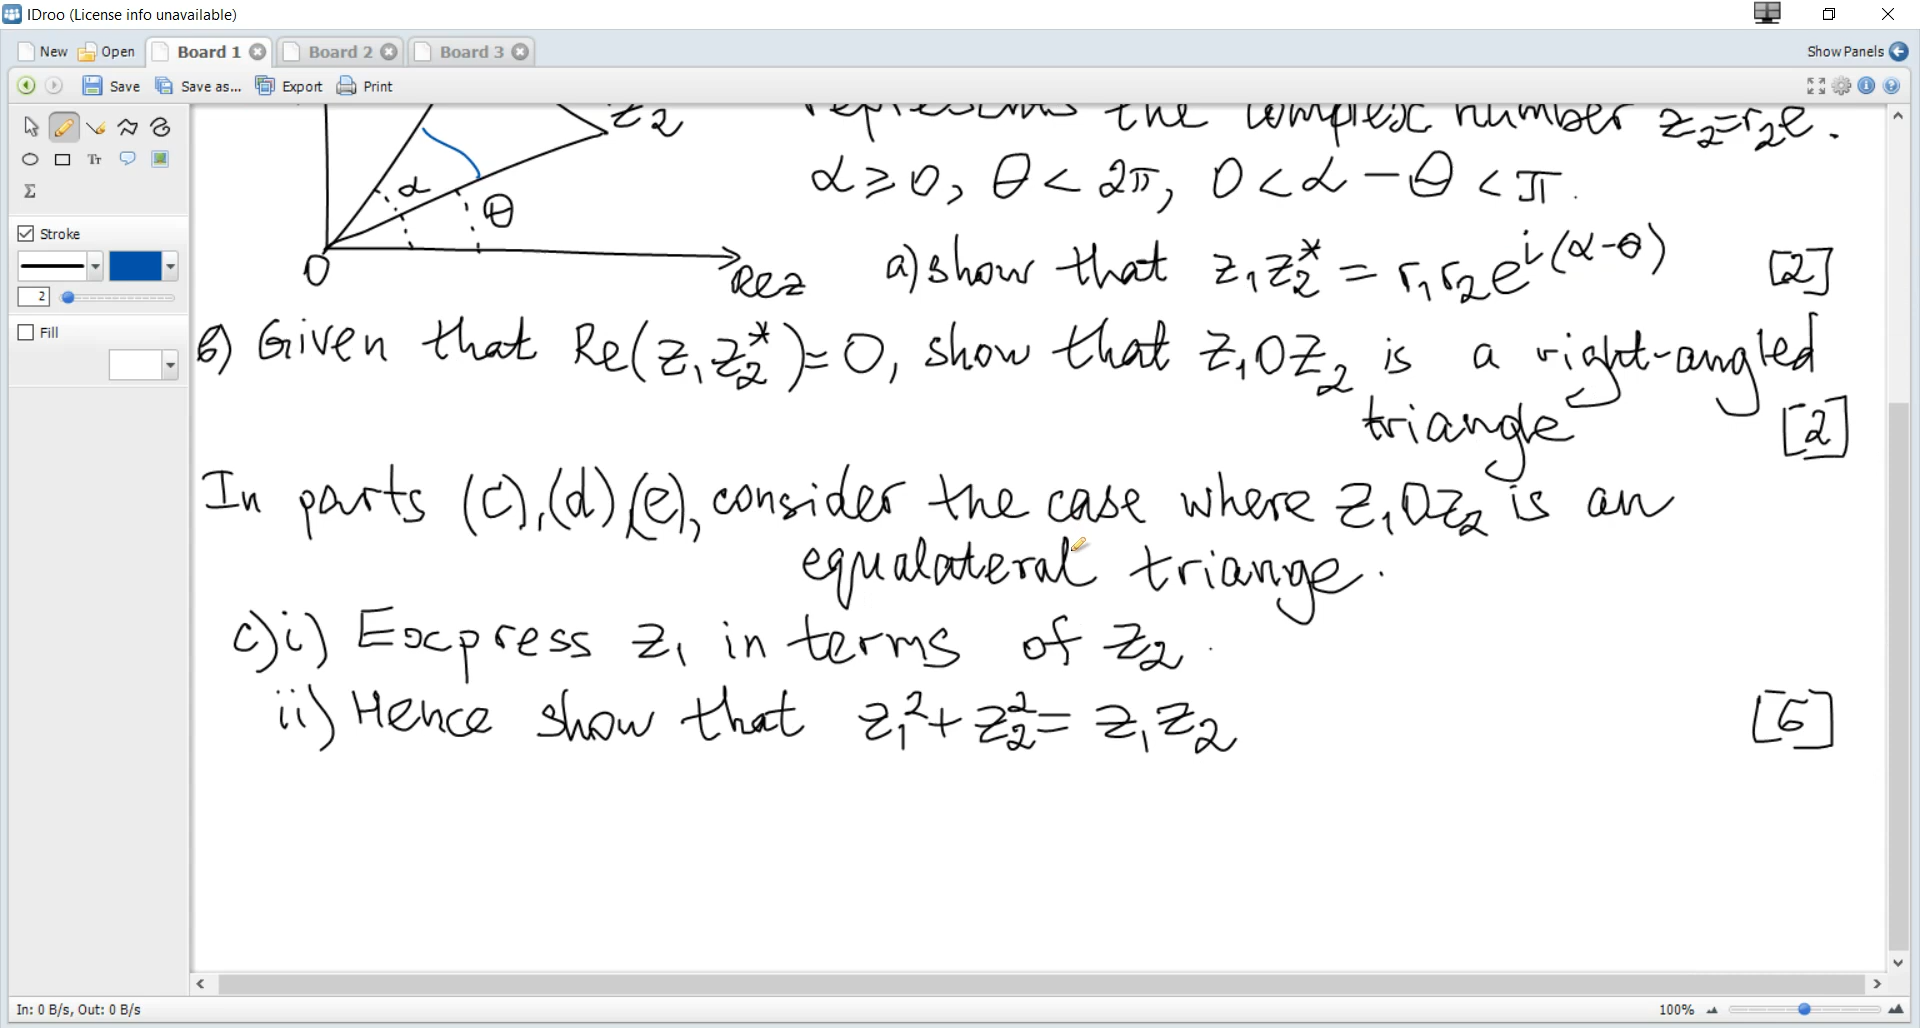 IDroo (License info unavailable)
New Open Board 1 Board 2 Board 3 Show Panels
Save Save as... Export Print
z2 represents the complex number z₂=r₂e.
α ⩾ 0, θ < 2π, 0 < α − θ < π.
α θ
Tт
Σ
Stroke
O Rez a) show that z₁z₂* = r₁r₂e^{i(α-θ)} [2]
2
Fill
b) Given that Re(z₁z₂*)=0, show that z₁Oz₂ is a right-angled
triangle [2]
In parts (c),(d),(e), consider the case where z₁Oz₂ is an
equalateral triange.
c) i) Express z₁ in terms of z₂.
ii) Hence show that z₁² + z₂² = z₁z₂ [6]
In: 0 B/s, Out: 0 B/s 100%